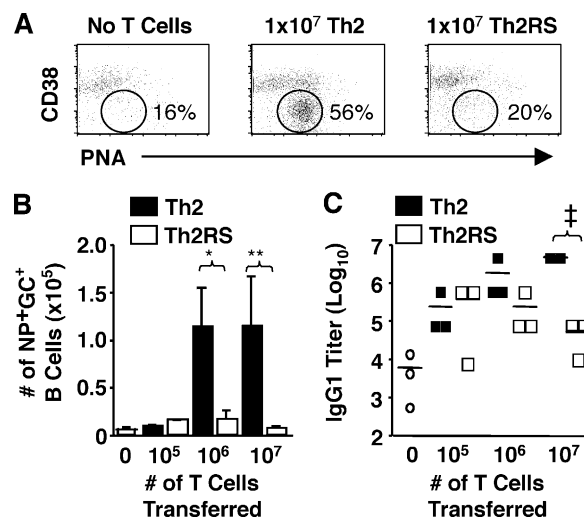 A
No T Cells 1x10⁷ Th2 1x10⁷ Th2RS
CD38
16% 56% 20%
PNA
B
Th2
Th2RS
# of NP⁺GC⁺
B Cells (x10⁵)
2.0
1.5
1.0
0.5
0
* **
0 10⁵ 10⁶ 10⁷
# of T Cells
Transferred
C
Th2
Th2RS
‡
IgG1 Titer (Log₁₀)
7
6
5
4
3
2
0 10⁵ 10⁶ 10⁷
# of T Cells
Transferred